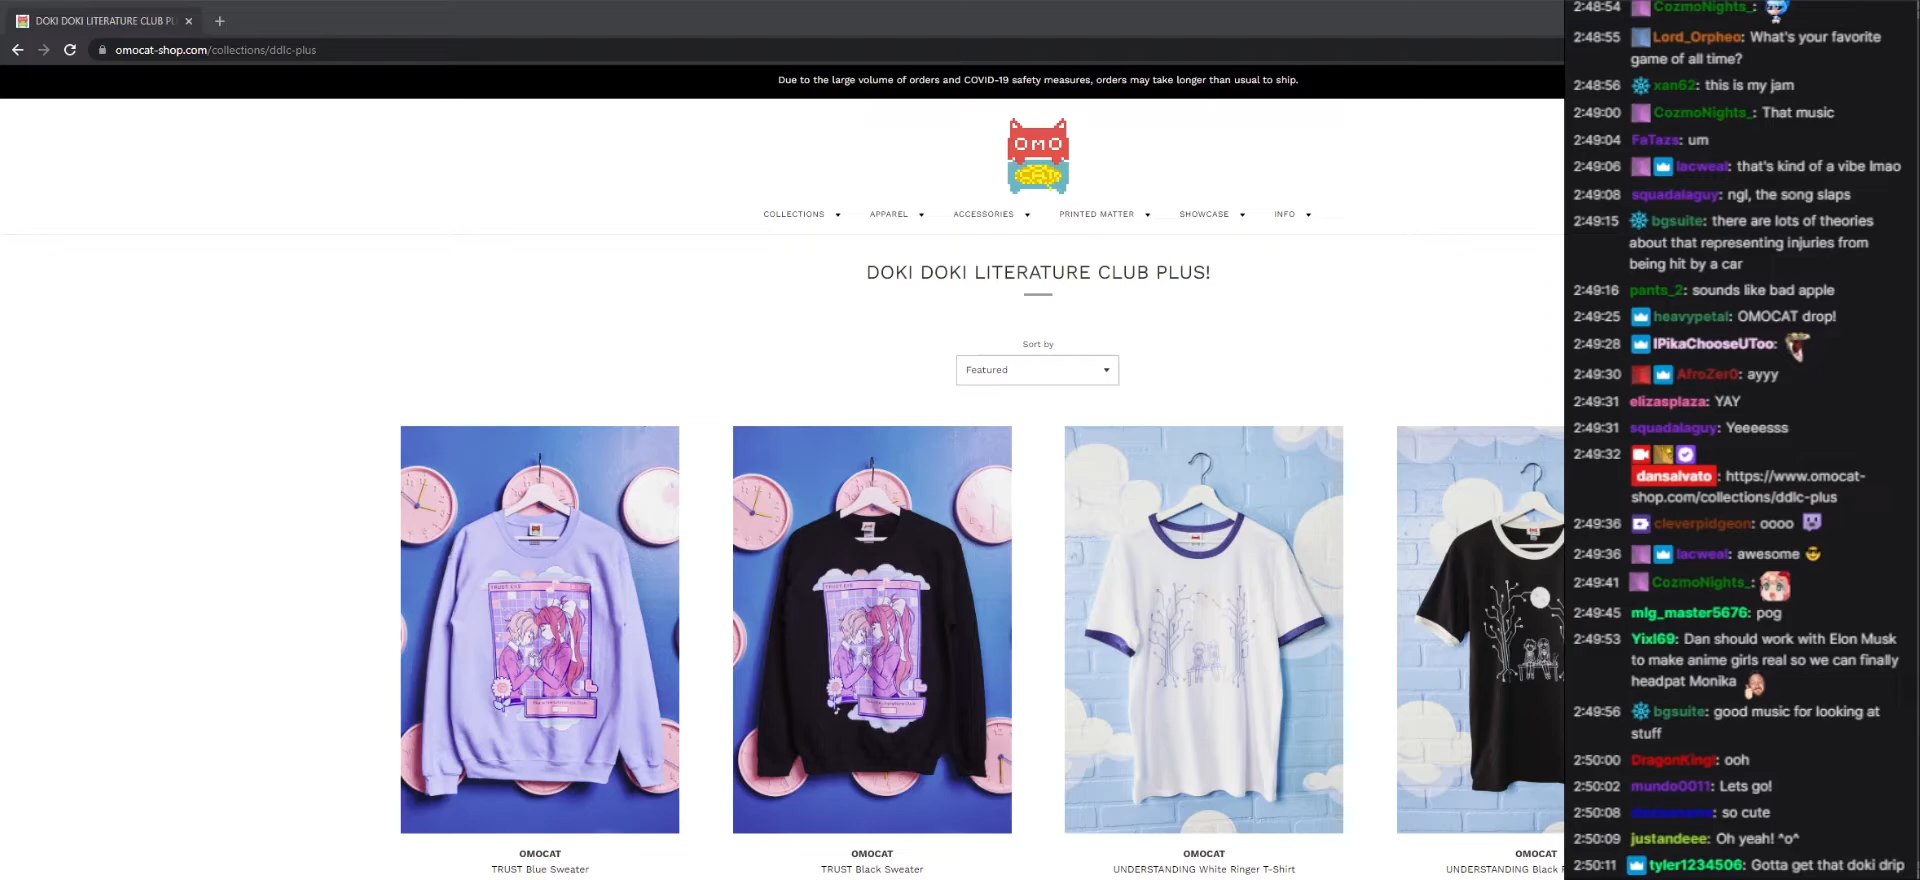 DOKI DOKI LITERATURE CLUB PLU
omocat-shop.com/collections/ddlc-plus
Due to the large volume of orders and COVID-19 safety measures, orders may take longer than usual to ship.
OMO
CAT
COLLECTIONS
APPAREL
ACCESSORIES
PRINTED MATTER
SHOWCASE
INFO
DOKI DOKI LITERATURE CLUB PLUS!
Sort by
Featured
OMOCAT
TRUST Blue Sweater
OMOCAT
TRUST Black Sweater
OMOCAT
UNDERSTANDING White Ringer T-Shirt
OMOCAT
UNDERSTANDING Black
2:48:54 CozmoNights_:
2:48:55 Lord_Orpheo: What's your favorite
game of all time?
2:48:56 xan62: this is my jam
2:49:00 CozmoNights_: That music
2:49:04 FaTazs: um
2:49:06 lacweal: that's kind of a vibe lmao
2:49:08 squadalaguy: ngl, the song slaps
2:49:15 bgsuite: there are lots of theories
about that representing injuries from
being hit by a car
2:49:16 pants_2: sounds like bad apple
2:49:25 heavypetal: OMOCAT drop!
2:49:28 IPikaChooseUToo:
2:49:30 AfroZer0: ayyy
2:49:31 elizasplaza: YAY
2:49:31 squadalaguy: Yeeeesss
2:49:32
dansalvato: https://www.omocat-
shop.com/collections/ddlc-plus
2:49:36 cleverpidgeon: oooo
2:49:36 lacweal: awesome
2:49:41 CozmoNights_:
2:49:45 mlg_master5676: pog
2:49:53 Yixl69: Dan should work with Elon Musk
to make anime girls real so we can finally
headpat Monika
2:49:56 bgsuite: good music for looking at
stuff
2:50:00 DragonKingi: ooh
2:50:02 mundo0011: Lets go!
2:50:08 : so cute
2:50:09 justandeee: Oh yeah! ^o^
2:50:11 tyler1234506: Gotta get that doki drip